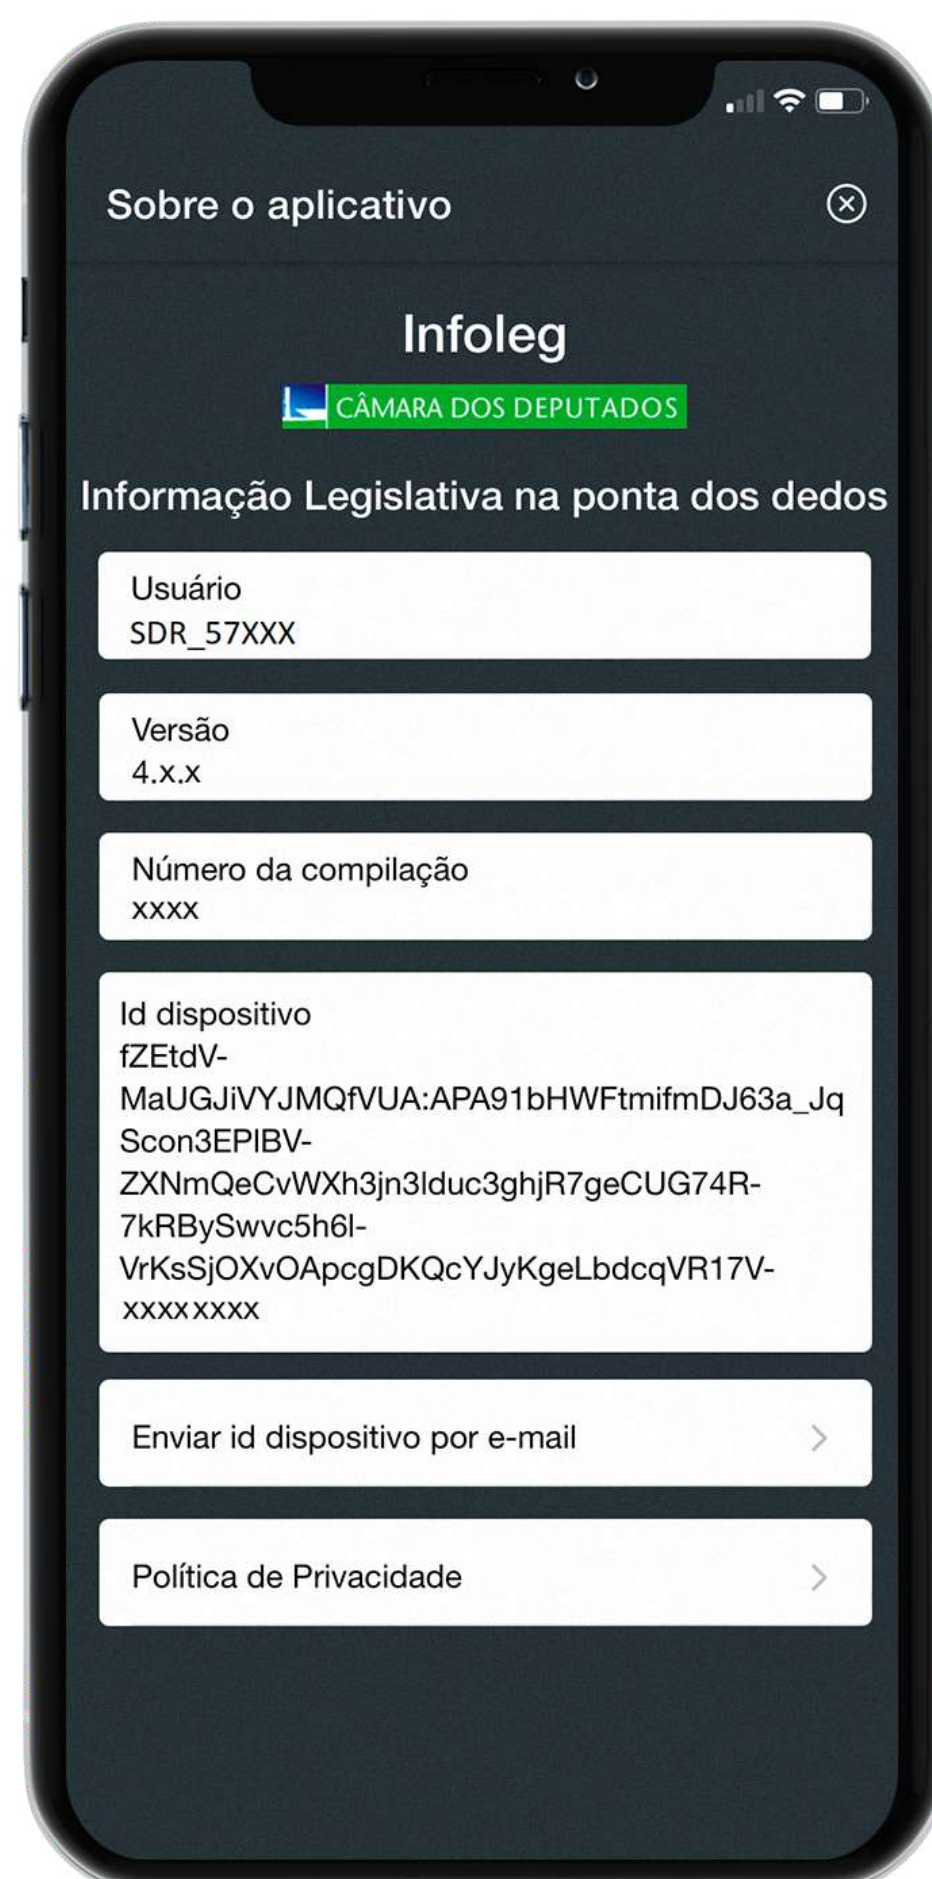 Sobre o aplicativo
Infoleg
CÂMARA DOS DEPUTADOS
Informação Legislativa na ponta dos dedos
Usuário
SDR_57XXX
Versão
4.x.x
Número da compilação
xxxx
Id dispositivo
fZEtdV-
MaUGJiVYJMQfVUA:APA91bHWFtmifmDJ63a_Jq
Scon3EPIBV-
ZXNmQeCvWXh3jn3lduc3ghjR7geCUG74R-
7kRBySwvc5h6l-
VrKsSjOXvOApcgDKQcYJyKgeLbdcqVR17V-
xxxxxxxx
Enviar id dispositivo por e-mail
Política de Privacidade